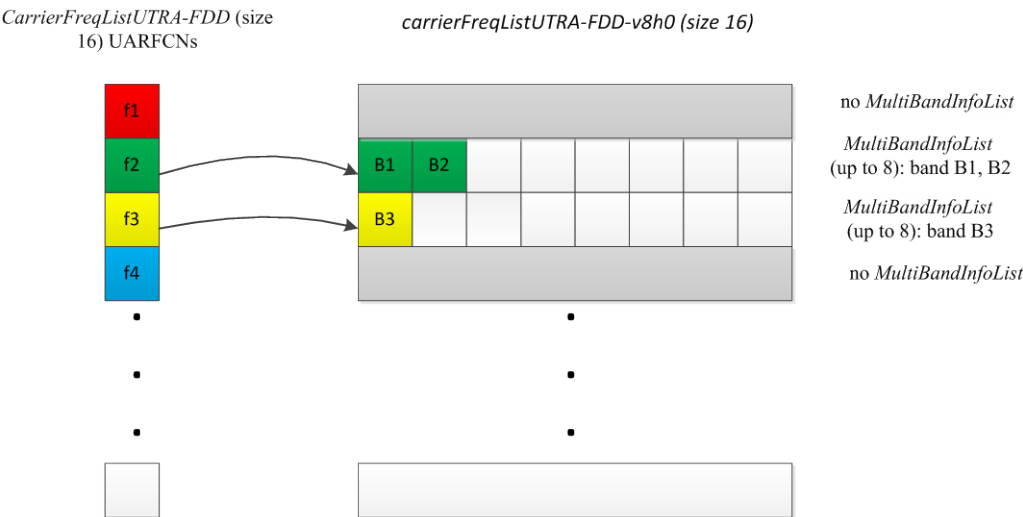 CarrierFreqListUTRA-FDD (size
16) UARFCNs
carrierFreqListUTRA-FDD-v8h0 (size 16)
f1
no MultiBandInfoList
f2
B1 B2
MultiBandInfoList
(up to 8): band B1, B2
f3
B3
MultiBandInfoList
(up to 8): band B3
f4
no MultiBandInfoList